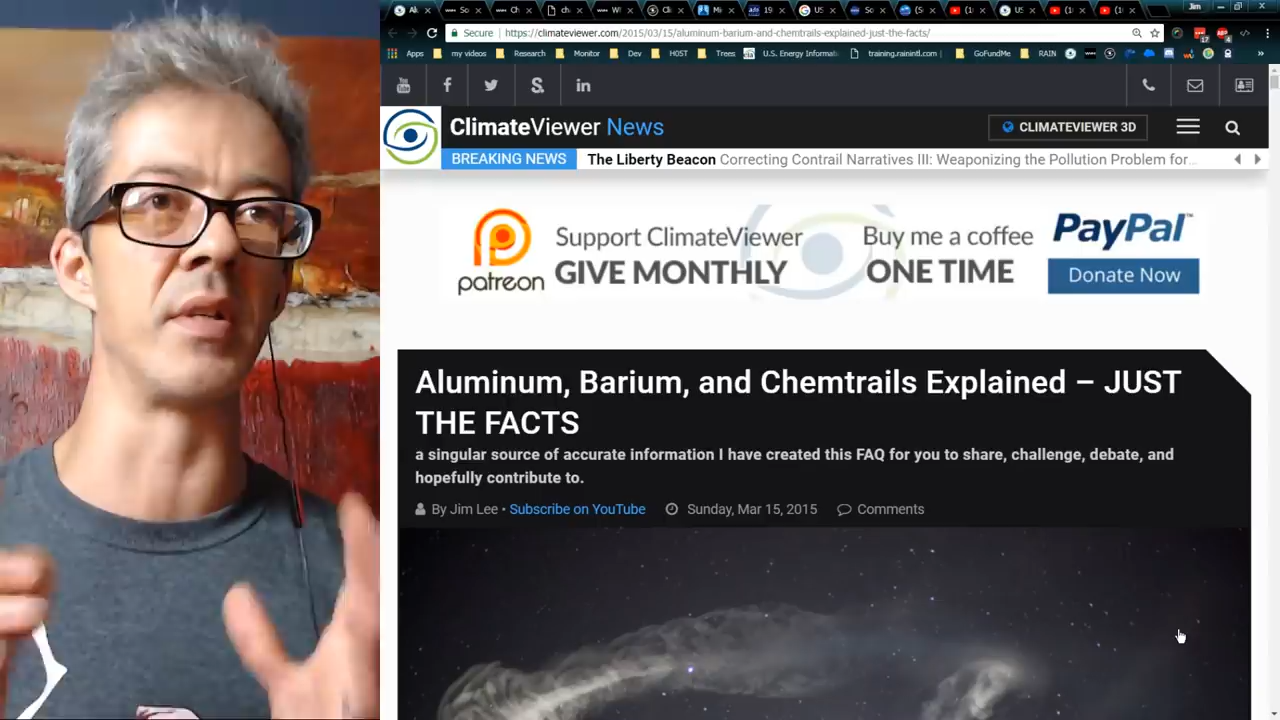 Jim
Secure
https://climateviewer.com/2015/03/15/aluminum-barium-and-chemtrails-explained-just-the-facts/
Apps my videos Research Monitor Dev HOST Trees U.S. Energy Informati training.rainintl.com GoFundMe RAIN
ClimateViewer News
CLIMATEVIEWER 3D
BREAKING NEWS
The Liberty Beacon Correcting Contrail Narratives III: Weaponizing the Pollution Problem for...
patreon
Support ClimateViewer
GIVE MONTHLY
Buy me a coffee
ONE TIME
PayPal™
Donate Now
Aluminum, Barium, and Chemtrails Explained – JUST
THE FACTS
a singular source of accurate information I have created this FAQ for you to share, challenge, debate, and
hopefully contribute to.
By Jim Lee • Subscribe on YouTube Sunday, Mar 15, 2015 Comments